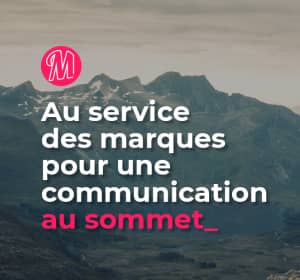 M
Au service
des marques
pour une
communication
au sommet_